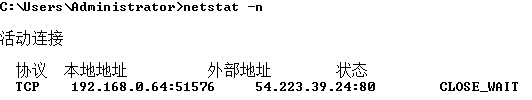 C:\Users\Administrator>netstat -n
活动连接
协议 本地地址 外部地址 状态
TCP 192.168.0.64:51576 54.223.39.24:80 CLOSE_WAIT